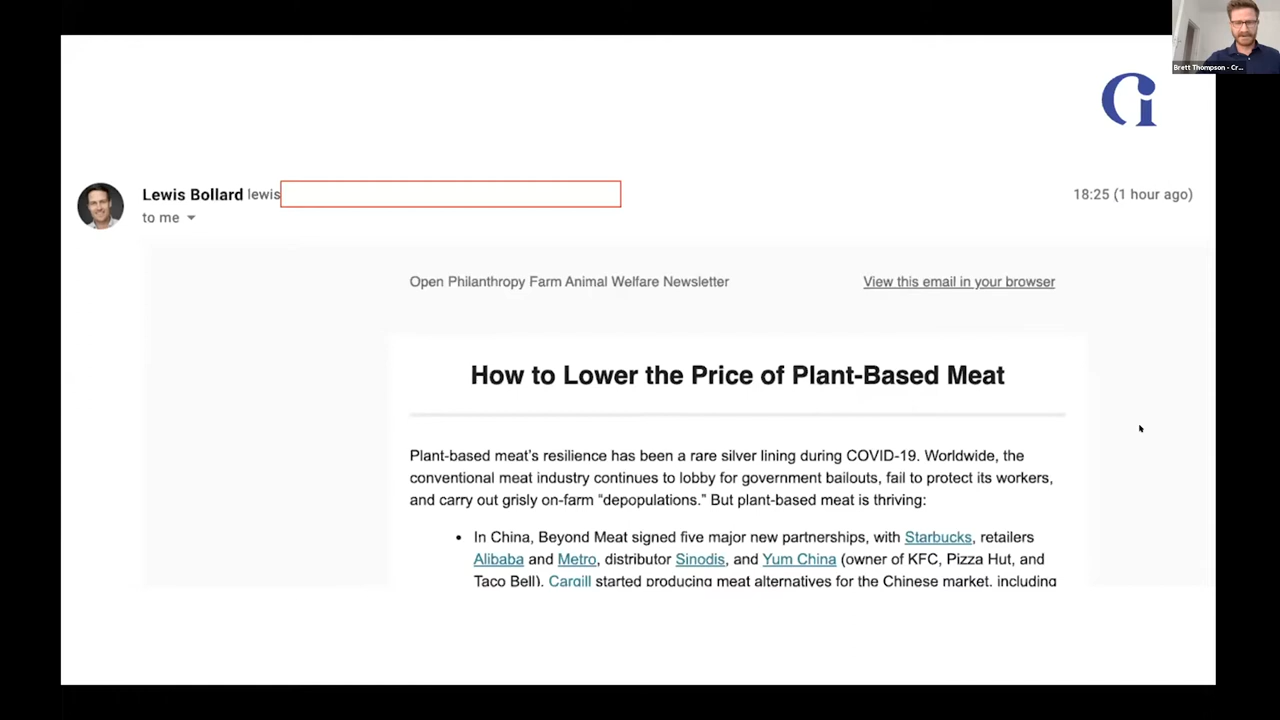 Brett Thompson - Cr...
Lewis Bollard lewis
18:25 (1 hour ago)
to me
Open Philanthropy Farm Animal Welfare Newsletter
View this email in your browser
How to Lower the Price of Plant-Based Meat
Plant-based meat's resilience has been a rare silver lining during COVID-19. Worldwide, the
conventional meat industry continues to lobby for government bailouts, fail to protect its workers,
and carry out grisly on-farm “depopulations.” But plant-based meat is thriving:
• In China, Beyond Meat signed five major new partnerships, with Starbucks, retailers
Alibaba and Metro, distributor Sinodis, and Yum China (owner of KFC, Pizza Hut, and
Taco Bell). Cargill started producing meat alternatives for the Chinese market, including